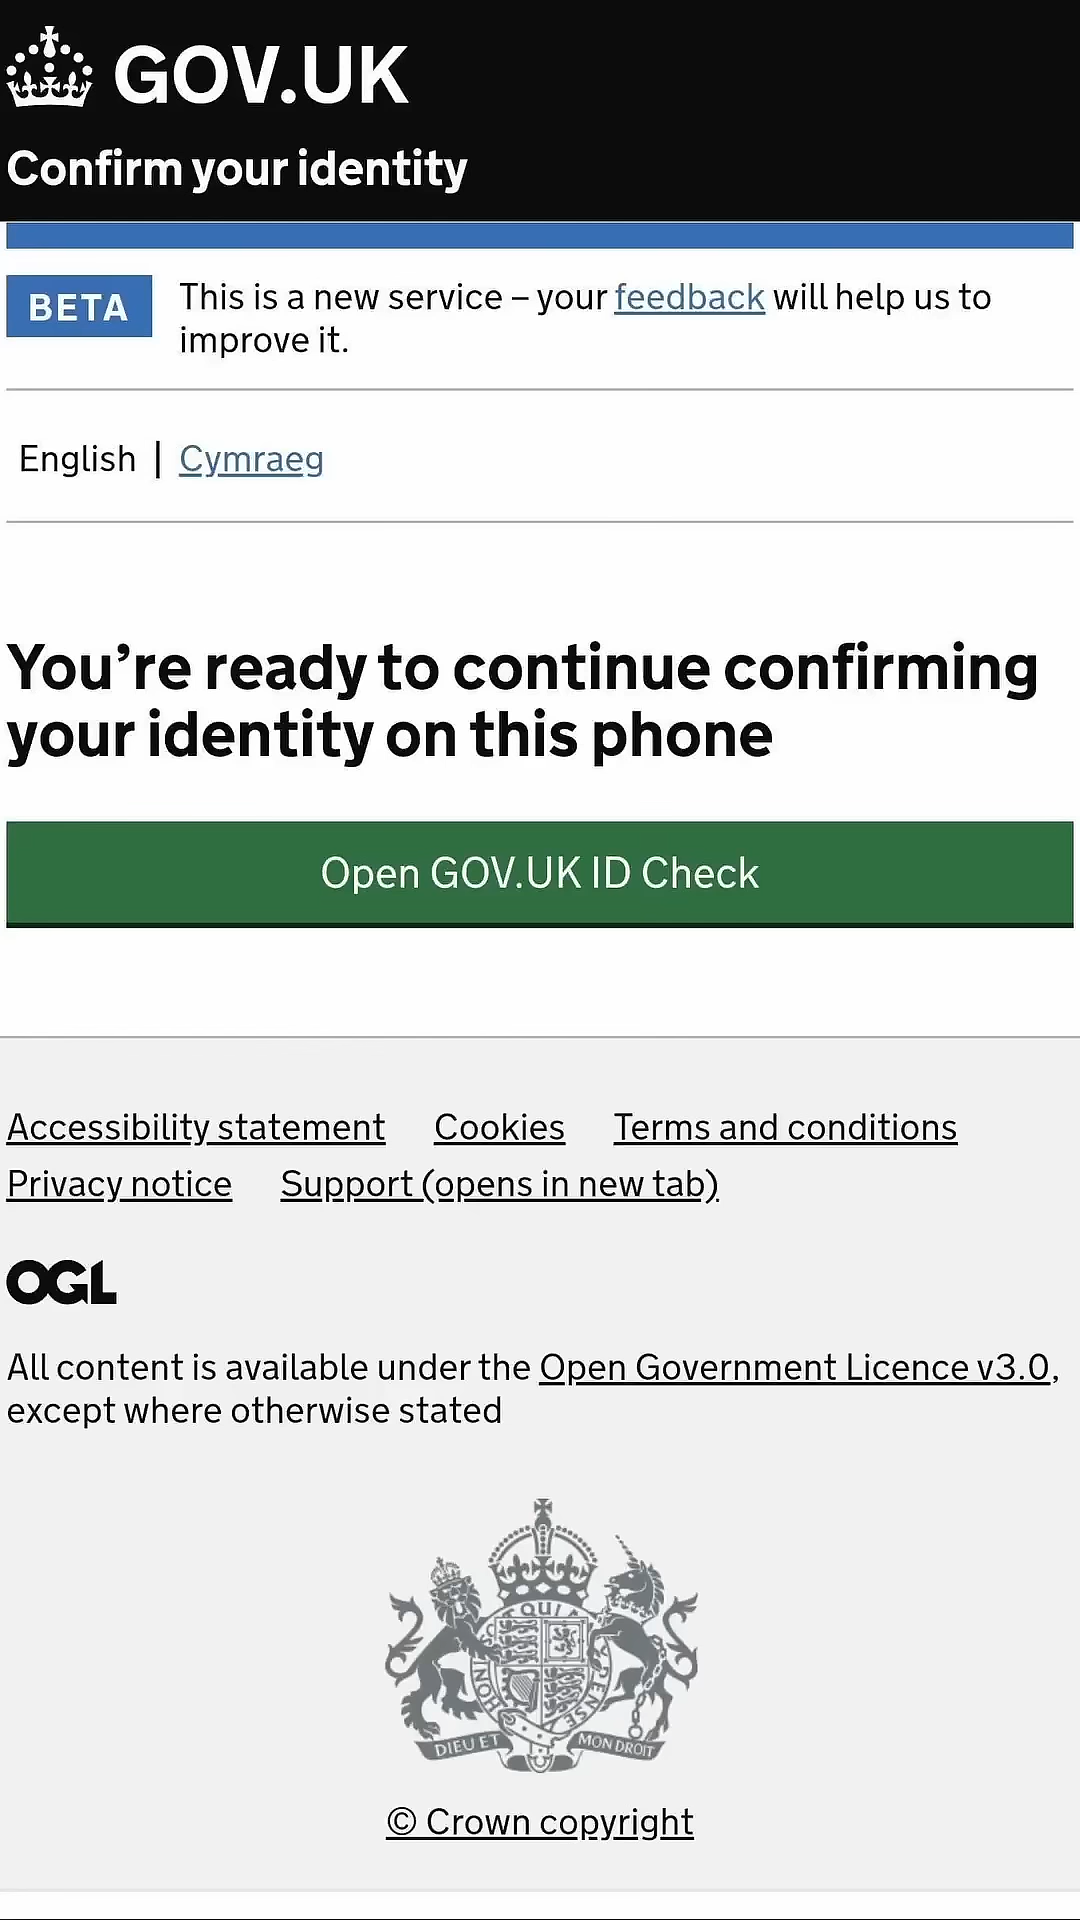 GOV.UK
Confirm your identity
BETA
This is a new service – your feedback will help us to
improve it.
English | Cymraeg
You’re ready to continue confirming
your identity on this phone
Open GOV.UK ID Check
Accessibility statement Cookies Terms and conditions
Privacy notice Support (opens in new tab)
OGL
All content is available under the Open Government Licence v3.0,
except where otherwise stated
QUI
HONI
PENSE
DIEU ET MON DROIT
© Crown copyright